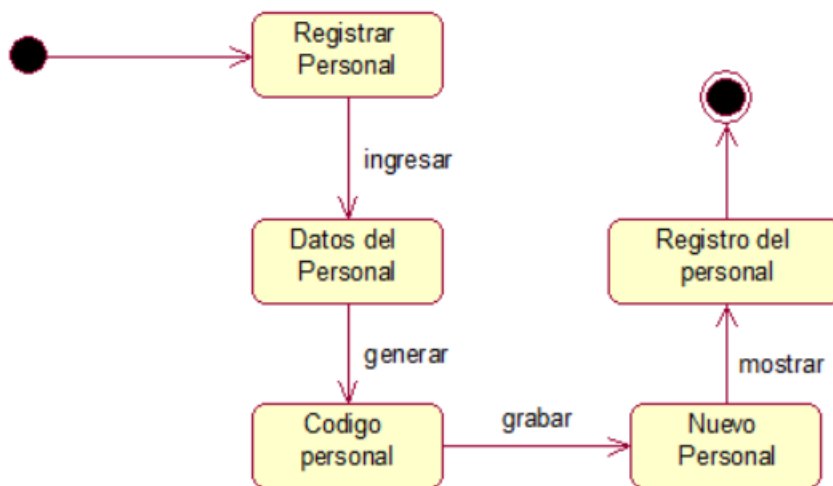 Registrar
Personal
ingresar
Datos del
Personal
generar
Codigo
personal
grabar
Nuevo
Personal
mostrar
Registro del
personal